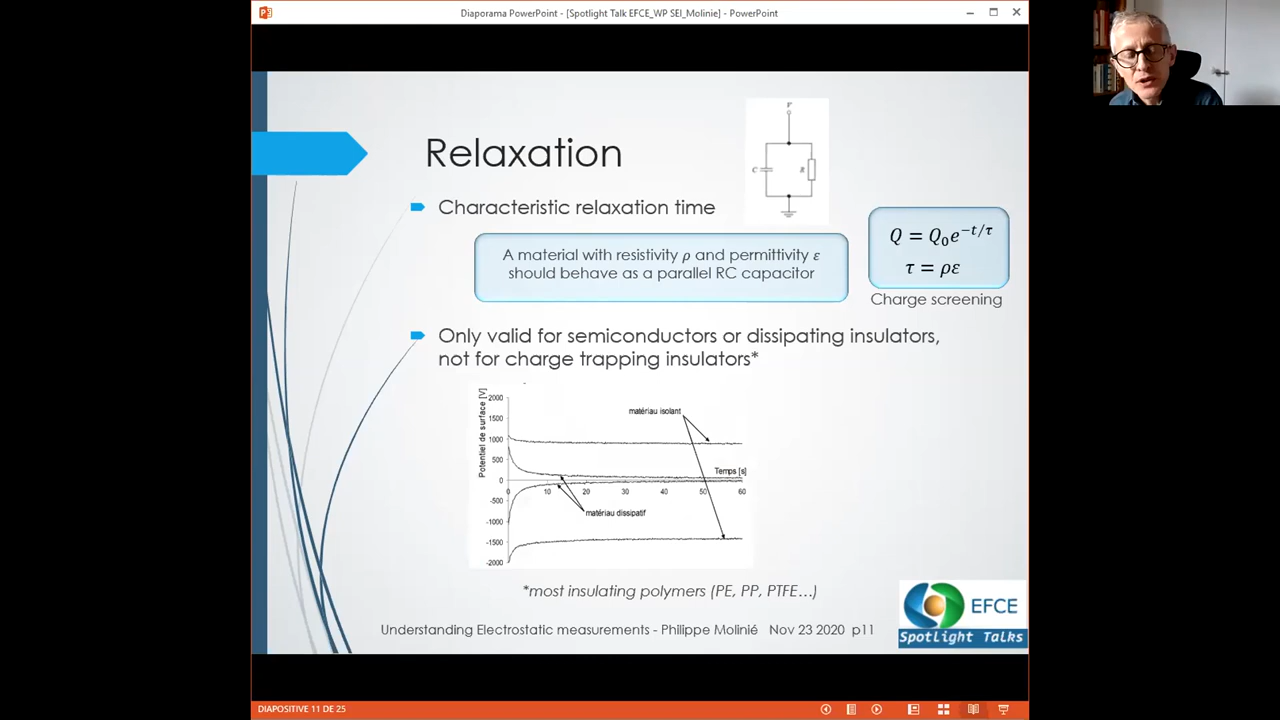 Diaporama PowerPoint - [Spotlight Talk EFCE_WP SEI_Molinie] - PowerPoint
V
C
R
Relaxation
Characteristic relaxation time
A material with resistivity ρ and permittivity ε
should behave as a parallel RC capacitor
Q = Q₀e^{-t/τ}
τ = ρε
Charge screening
Only valid for semiconductors or dissipating insulators,
not for charge trapping insulators*
Potentiel de surface [V]
2000
1500
1000
500
0
-500
-1000
-1500
-2000
matériau isolant
Temps [s]
0
10
20
30
40
50
60
matériau dissipatif
*most insulating polymers (PE, PP, PTFE…)
Understanding Electrostatic measurements - Philippe Molinié Nov 23 2020 p11
EFCE
Spotlight Talks
DIAPOSITIVE 11 DE 25